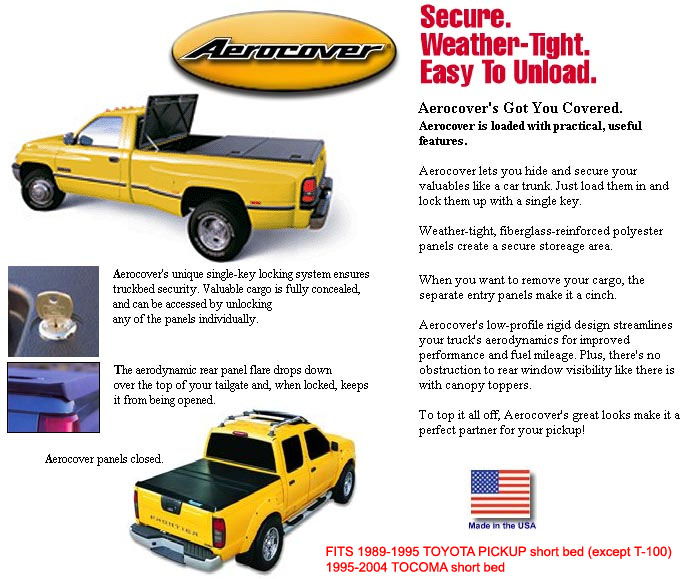 Aerocover
Secure.
Weather-Tight.
Easy To Unload.
Aerocover's Got You Covered.
Aerocover is loaded with practical, useful
features.
Aerocover lets you hide and secure your
valuables like a car trunk. Just load them in and
lock them up with a single key.
Weather-tight, fiberglass-reinforced polyester
panels create a secure storeage area.
When you want to remove your cargo, the
separate entry panels make it a cinch.
Aerocover's low-profile rigid design streamlines
your truck's aerodynamics for improved
performance and fuel mileage. Plus, there's no
obstruction to rear window visibility like there is
with canopy toppers.
To top it all off, Aerocover's great looks make it a
perfect partner for your pickup!
Aerocover's unique single-key locking system ensures
truckbed security. Valuable cargo is fully concealed,
and can be accessed by unlocking
any of the panels individually.
The aerodynamic rear panel flare drops down
over the top of your tailgate and, when locked, keeps
it from being opened.
Aerocover panels closed.
FRONTIER
Made in the USA
FITS 1989-1995 TOYOTA PICKUP short bed (except T-100)
1995-2004 TOCOMA short bed